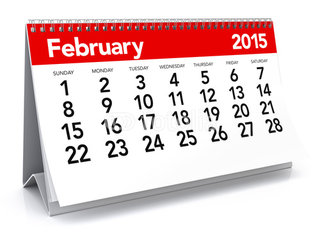 February 2015
SUNDAY MONDAY TUESDAY WEDNESDAY THURSDAY FRIDAY SATURDAY
1 2 3 4 5 6 7
8 9 10 11 12 13 14
15 16 17 18 19 20 21
22 23 24 25 26 27 28